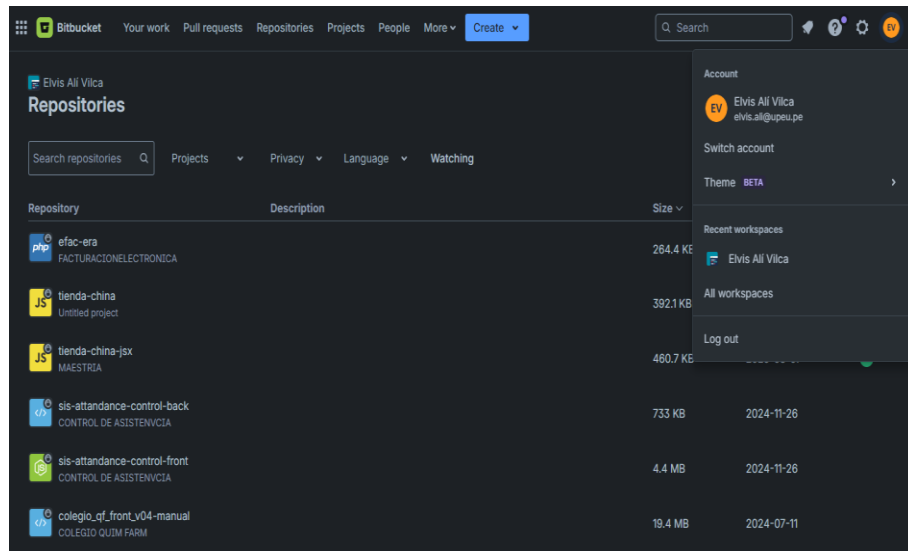 Bitbucket Your work Pull requests Repositories Projects People More Create Search EV
Elvis Alí Vilca
Repositories
Search repositories Projects Privacy Language Watching
Repository Description Size
efac-era
FACTURACIONELECTRONICA
264.4 KB
tienda-china
Untitled project
392.1 KB
tienda-china-jsx
MAESTRIA
460.7 KB
sis-attandance-control-back
CONTROL DE ASISTENVCIA
733 KB 2024-11-26
sis-attandance-control-front
CONTROL DE ASISTENVCIA
4.4 MB 2024-11-26
colegio_qf_front_v04-manual
COLEGIO QUIM FARM
19.4 MB 2024-07-11
Account
EV
Elvis Alí Vilca
elvis.ali@upeu.pe
Switch account
Theme BETA
Recent workspaces
Elvis Alí Vilca
All workspaces
Log out